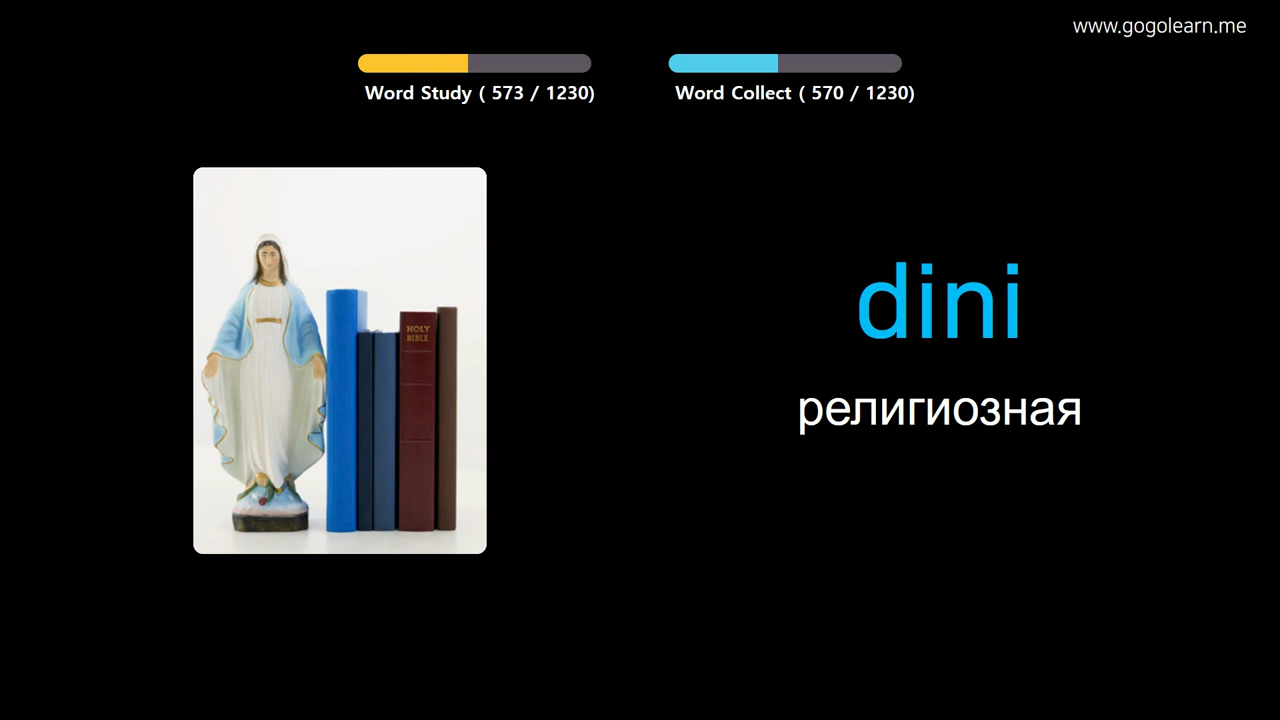 www.gogolearn.me
Word Study ( 573 / 1230)
Word Collect ( 570 / 1230)
HOLY
BIBLE
dini
религиозная